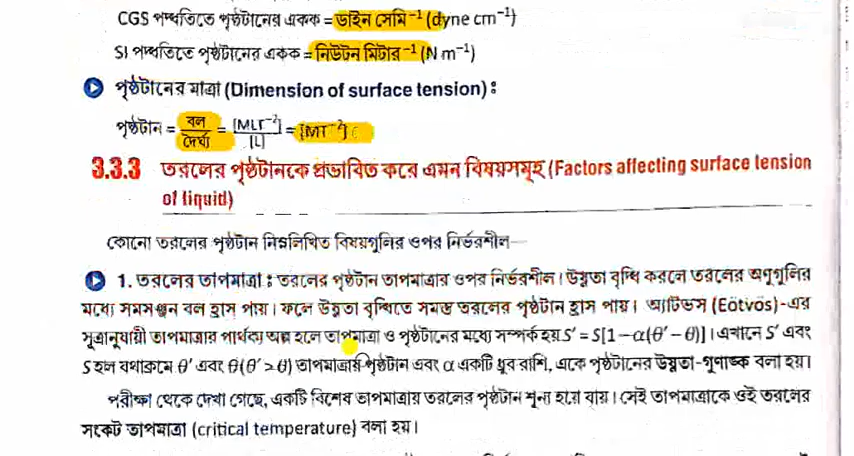 CGS পদ্ধতিতে পৃষ্ঠটানের একক = ডাইন সেমি⁻¹ (dyne cm⁻¹)
SI পদ্ধতিতে পৃষ্ঠটানের একক = নিউটন মিটার⁻¹ (N m⁻¹)
পৃষ্ঠটানের মাত্রা (Dimension of surface tension) :
পৃষ্ঠটান = বল/দৈর্ঘ্য = [MLT⁻²]/[L] = [MT⁻²]
3.3.3 তরলের পৃষ্ঠটানকে প্রভাবিত করে এমন বিষয়সমূহ (Factors affecting surface tension
of liquid)
কোনো তরলের পৃষ্ঠটান নিম্নলিখিত বিষয়গুলির ওপর নির্ভরশীল—
1. তরলের তাপমাত্রা : তরলের পৃষ্ঠটান তাপমাত্রার ওপর নির্ভরশীল। উষ্ণতা বৃদ্ধি করলে তরলের অণুগুলির
মধ্যে সমসঞ্জন বল হ্রাস পায়। ফলে উষ্ণতা বৃদ্ধিতে সমস্ত তরলের পৃষ্ঠটান হ্রাস পায়। আটিভস (Eötvös)-এর
সূত্রানুযায়ী তাপমাত্রার পার্থক্য অল্প হলে তাপমাত্রা ও পৃষ্ঠটানের মধ্যে সম্পর্ক হয় S′ = S[1 − α(θ′ − θ)]। এখানে S′ এবং
S হল যথাক্রমে θ′ এবং θ(θ′ > θ) তাপমাত্রায় পৃষ্ঠটান এবং α একটি ধ্রুব রাশি, একে পৃষ্ঠটানের উষ্ণতা-গুণাঙ্ক বলা হয়।
পরীক্ষা থেকে দেখা গেছে, একটি বিশেষ তাপমাত্রায় তরলের পৃষ্ঠটান শূন্য হয়ে যায়। সেই তাপমাত্রাকে ওই তরলের
সংকট তাপমাত্রা (critical temperature) বলা হয়।